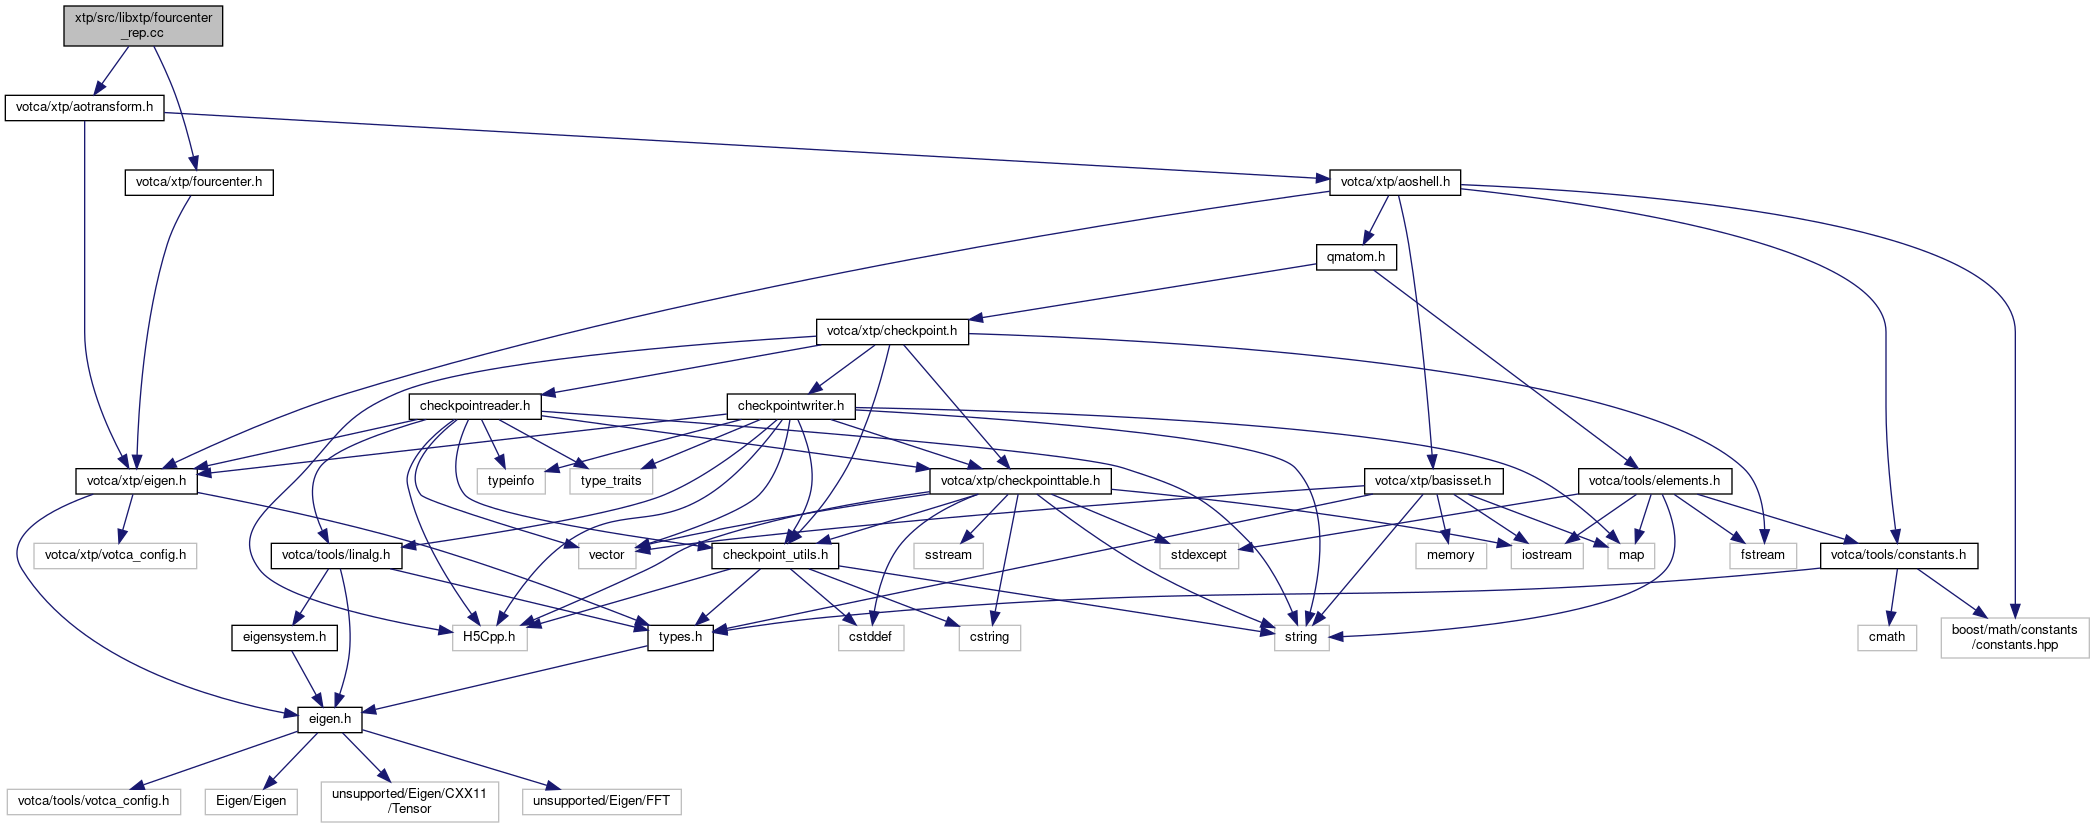 xtp/src/libxtp/fourcenter
_rep.cc
votca/xtp/aotransform.h
votca/xtp/fourcenter.h
votca/xtp/aoshell.h
qmatom.h
votca/xtp/checkpoint.h
checkpointreader.h
checkpointwriter.h
votca/xtp/eigen.h
typeinfo
type_traits
votca/xtp/checkpointtable.h
votca/xtp/basisset.h
votca/tools/elements.h
votca/xtp/votca_config.h
votca/tools/linalg.h
vector
checkpoint_utils.h
sstream
stdexcept
memory
iostream
map
fstream
votca/tools/constants.h
eigensystem.h
H5Cpp.h
types.h
cstddef
cstring
string
cmath
boost/math/constants
/constants.hpp
eigen.h
votca/tools/votca_config.h
Eigen/Eigen
unsupported/Eigen/CXX11
/Tensor
unsupported/Eigen/FFT